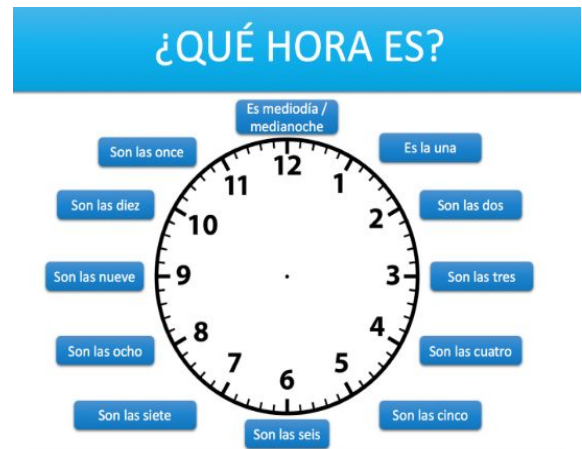 ¿QUÉ HORA ES?
Es mediodía /
medianoche
Son las once
Es la una
12
11
1
Son las diez
10
2
Son las dos
Son las nueve
9
3
Son las tres
8
4
Son las ocho
Son las cuatro
7
5
6
Son las siete
Son las cinco
Son las seis